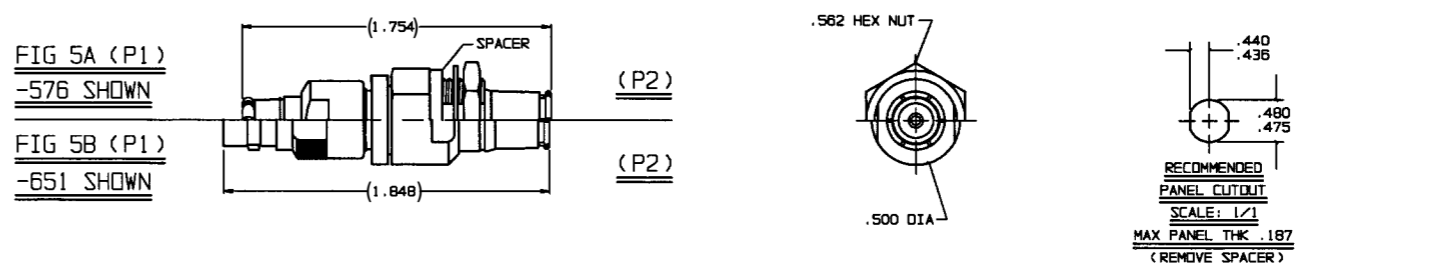 (1.754)
SPACER
FIG 5A (P1)
-576 SHOWN
(P2)
FIG 5B (P1)
-651 SHOWN
(P2)
(1.848)
.562 HEX NUT
.500 DIA
.440
.436
.480
.475
RECOMMENDED
PANEL CUTOUT
SCALE: 1/1
MAX PANEL THK .187
(REMOVE SPACER)